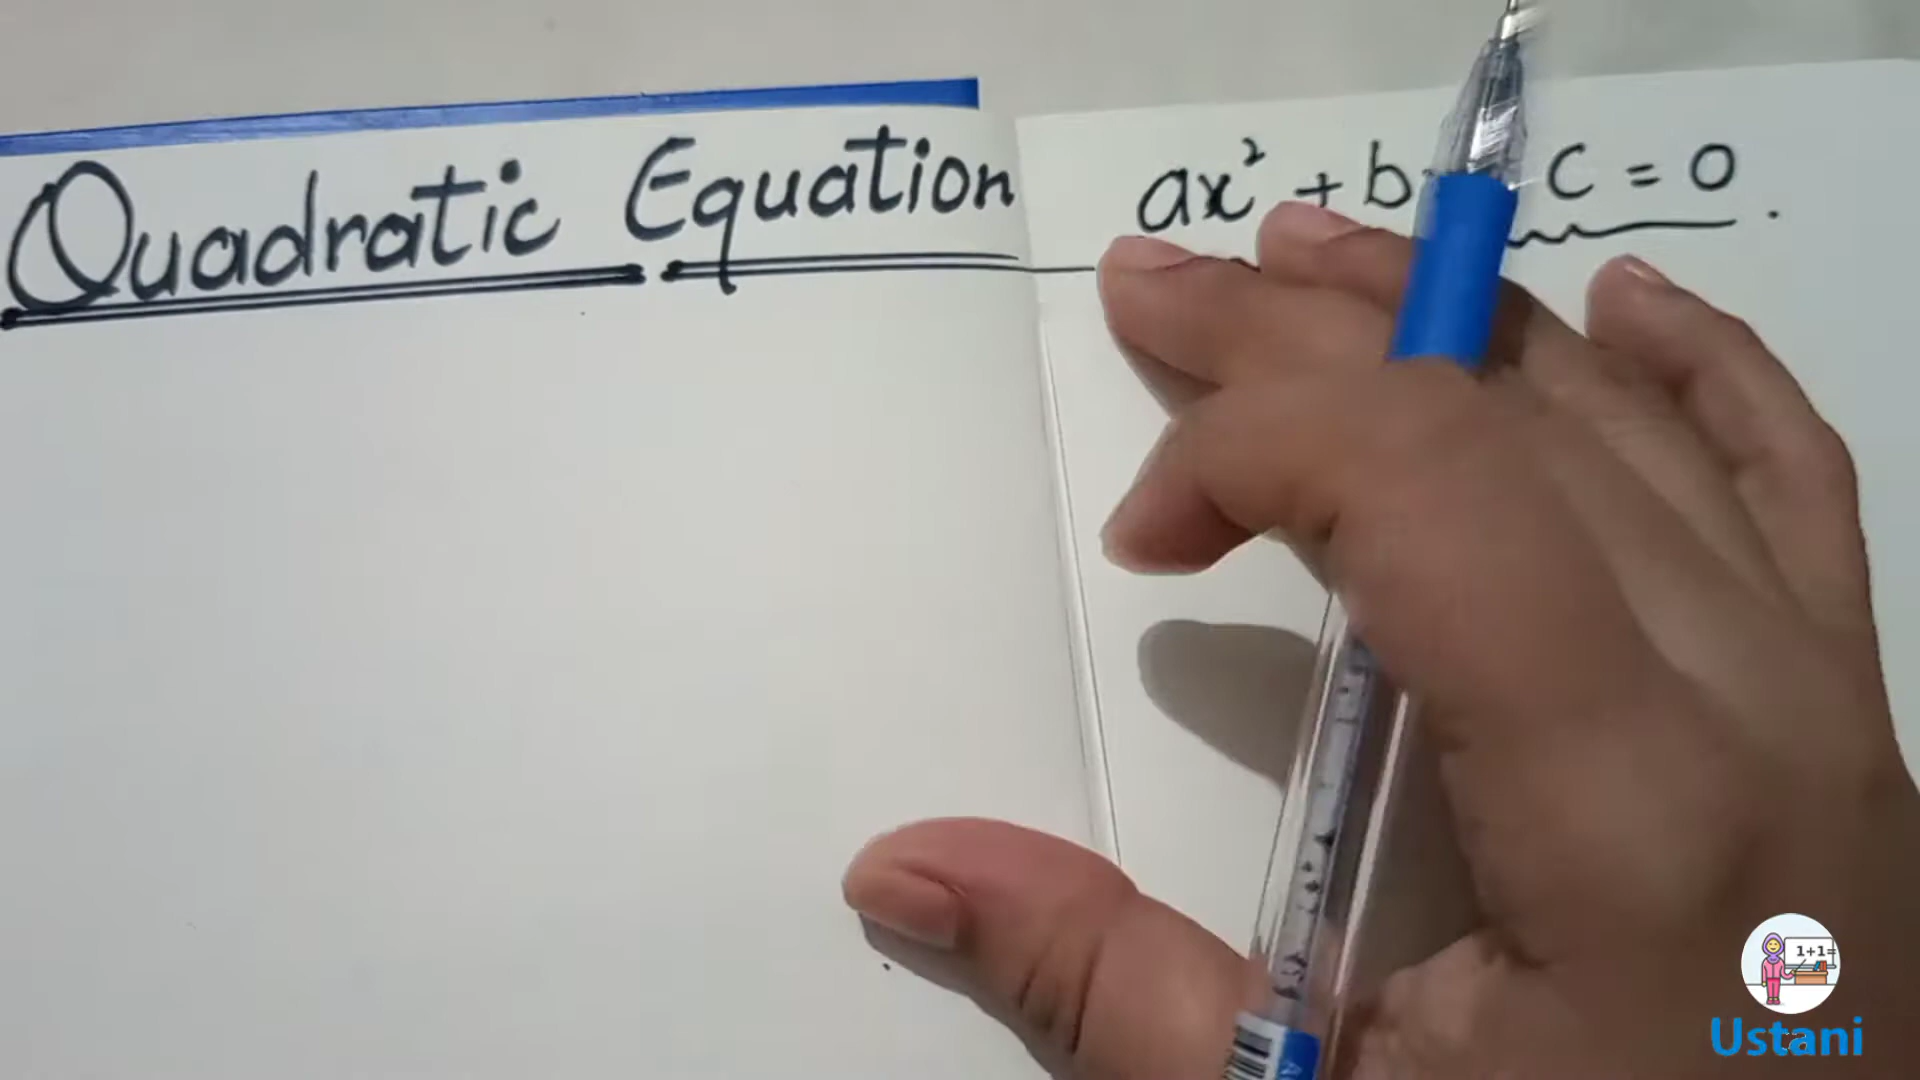 Quadratic Equation
ax² + b c = 0
1+1=
Ustani